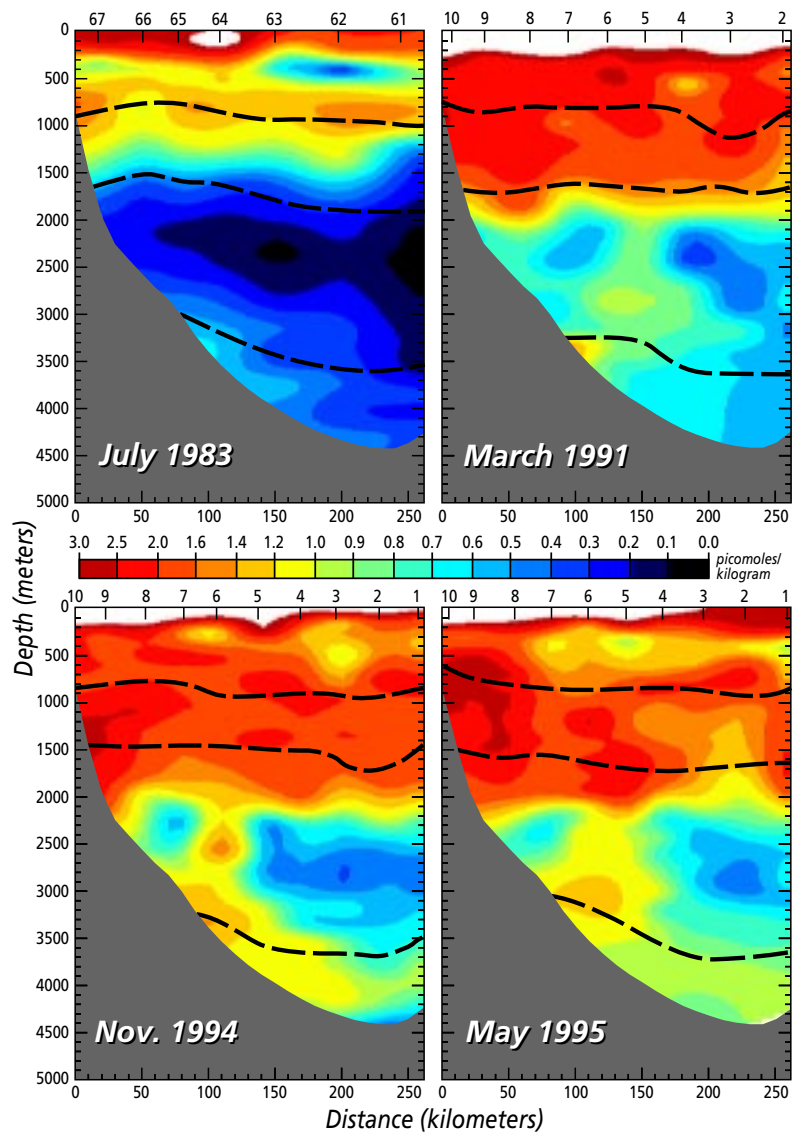 67 66 65 64 63 62 61
10 9 8 7 6 5 4 3 2
0
500
1000
1500
2000
2500
3000
3500
4000
4500
5000
July 1983
March 1991
0 50 100 150 200 250
0 50 100 150 200 250
3.0 2.5 2.0 1.6 1.4 1.2 1.0 0.9 0.8 0.7 0.6 0.5 0.4 0.3 0.2 0.1 0.0
picomoles/
kilogram
Depth (meters)
10 9 8 7 6 5 4 3 2 1
10 9 8 7 6 5 4 3 2 1
0
500
1000
1500
2000
2500
3000
3500
4000
4500
5000
Nov. 1994
May 1995
0 50 100 150 200 250
0 50 100 150 200 250
Distance (kilometers)